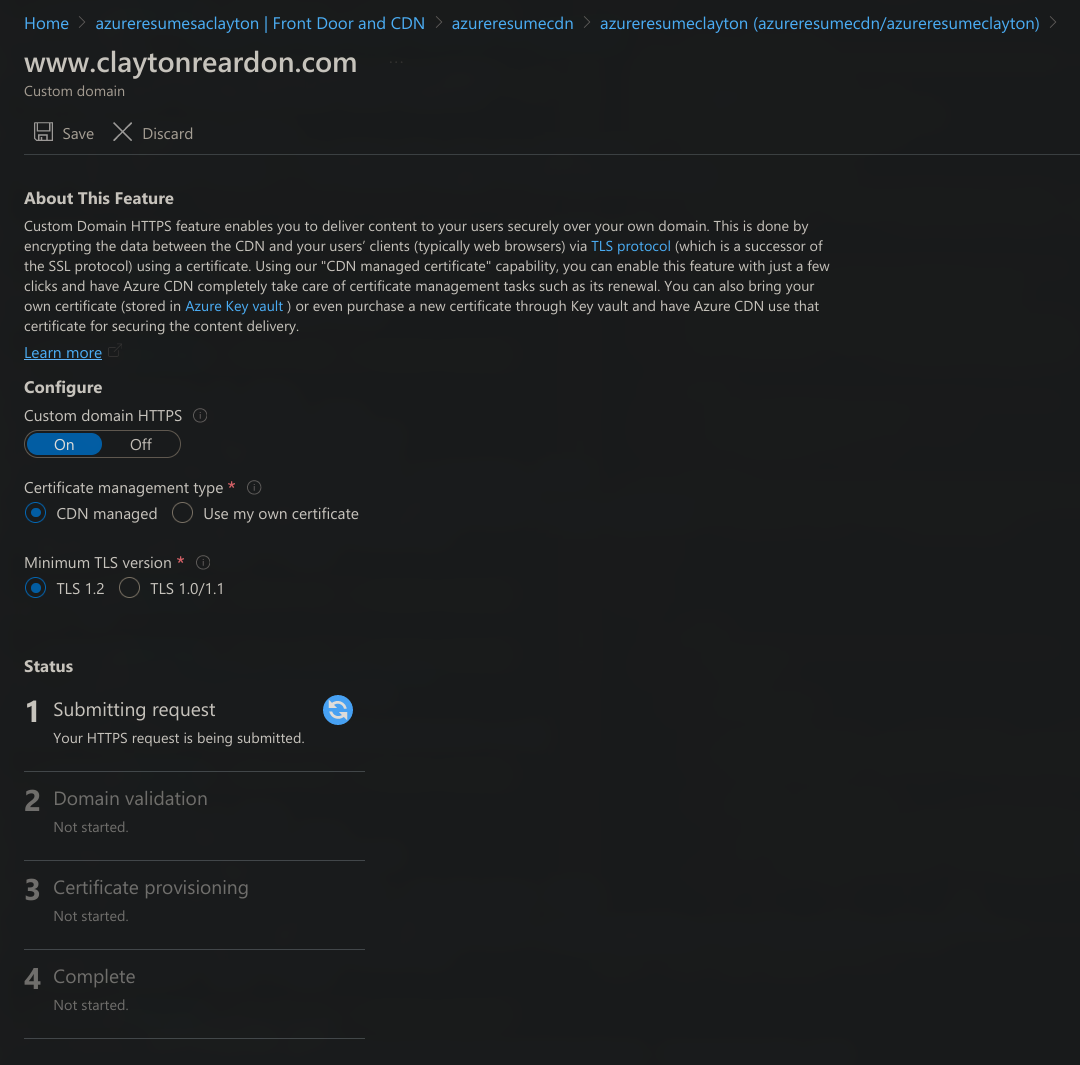 Home > azureresumesaclayton | Front Door and CDN > azureresumecdn > azureresumeclayton (azureresumecdn/azureresumeclayton) >
www.claytonreardon.com ...
Custom domain
Save Discard
About This Feature
Custom Domain HTTPS feature enables you to deliver content to your users securely over your own domain. This is done by
encrypting the data between the CDN and your users’ clients (typically web browsers) via TLS protocol (which is a successor of
the SSL protocol) using a certificate. Using our "CDN managed certificate" capability, you can enable this feature with just a few
clicks and have Azure CDN completely take care of certificate management tasks such as its renewal. You can also bring your
own certificate (stored in Azure Key vault ) or even purchase a new certificate through Key vault and have Azure CDN use that
certificate for securing the content delivery.
Learn more
Configure
Custom domain HTTPS
On Off
Certificate management type *
CDN managed Use my own certificate
Minimum TLS version *
TLS 1.2 TLS 1.0/1.1
Status
1 Submitting request
Your HTTPS request is being submitted.
2 Domain validation
Not started.
3 Certificate provisioning
Not started.
4 Complete
Not started.